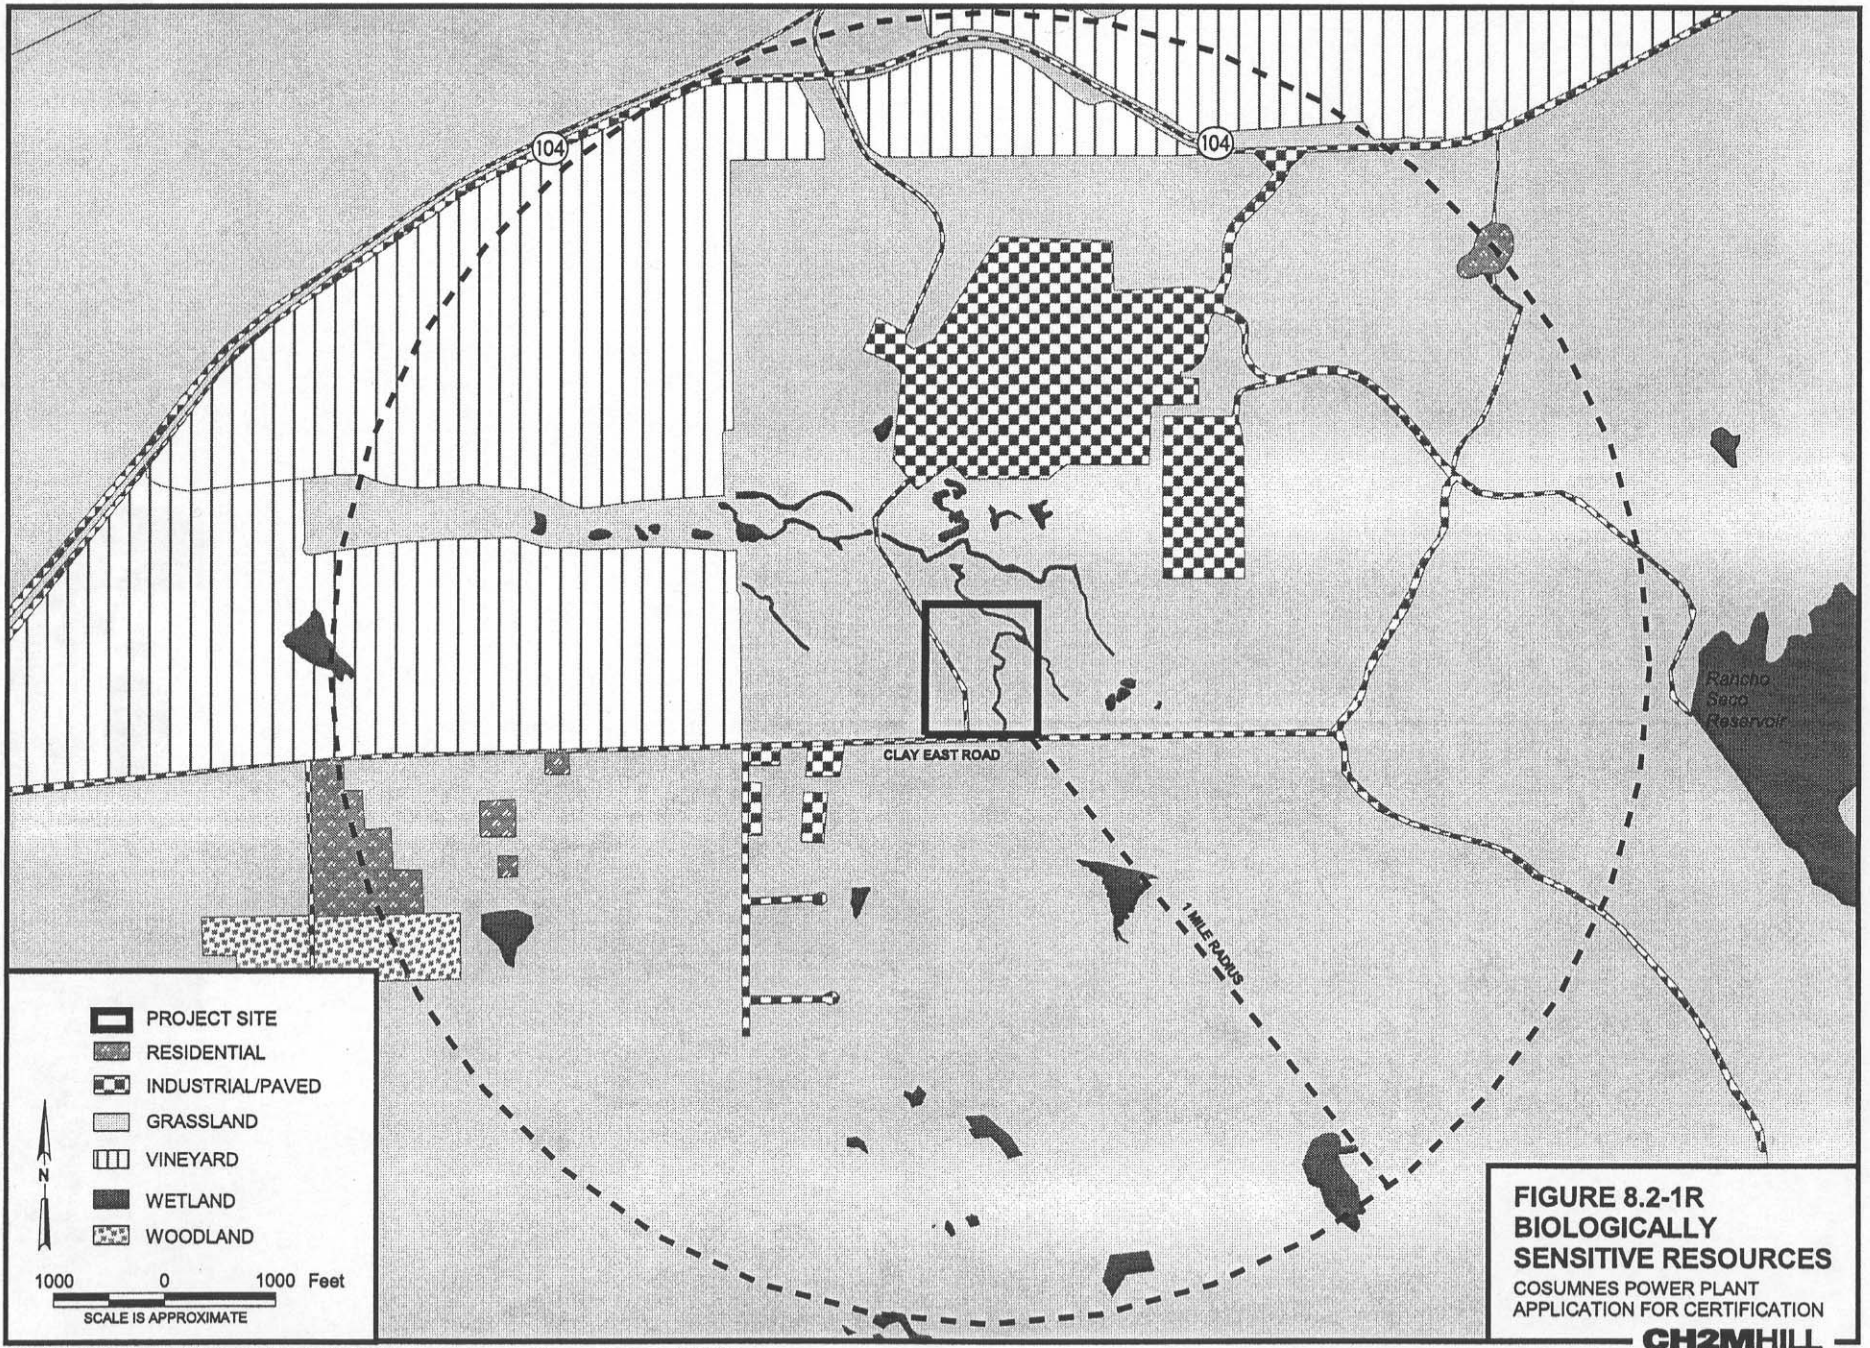 104
104
Rancho
Seco
Reservoir
CLAY EAST ROAD
1 MILE RADIUS
PROJECT SITE
RESIDENTIAL
INDUSTRIAL/PAVED
GRASSLAND
VINEYARD
WETLAND
WOODLAND
N
1000 0 1000 Feet
SCALE IS APPROXIMATE
FIGURE 8.2-1R
BIOLOGICALLY
SENSITIVE RESOURCES
COSUMNES POWER PLANT
APPLICATION FOR CERTIFICATION
CH2MHILL